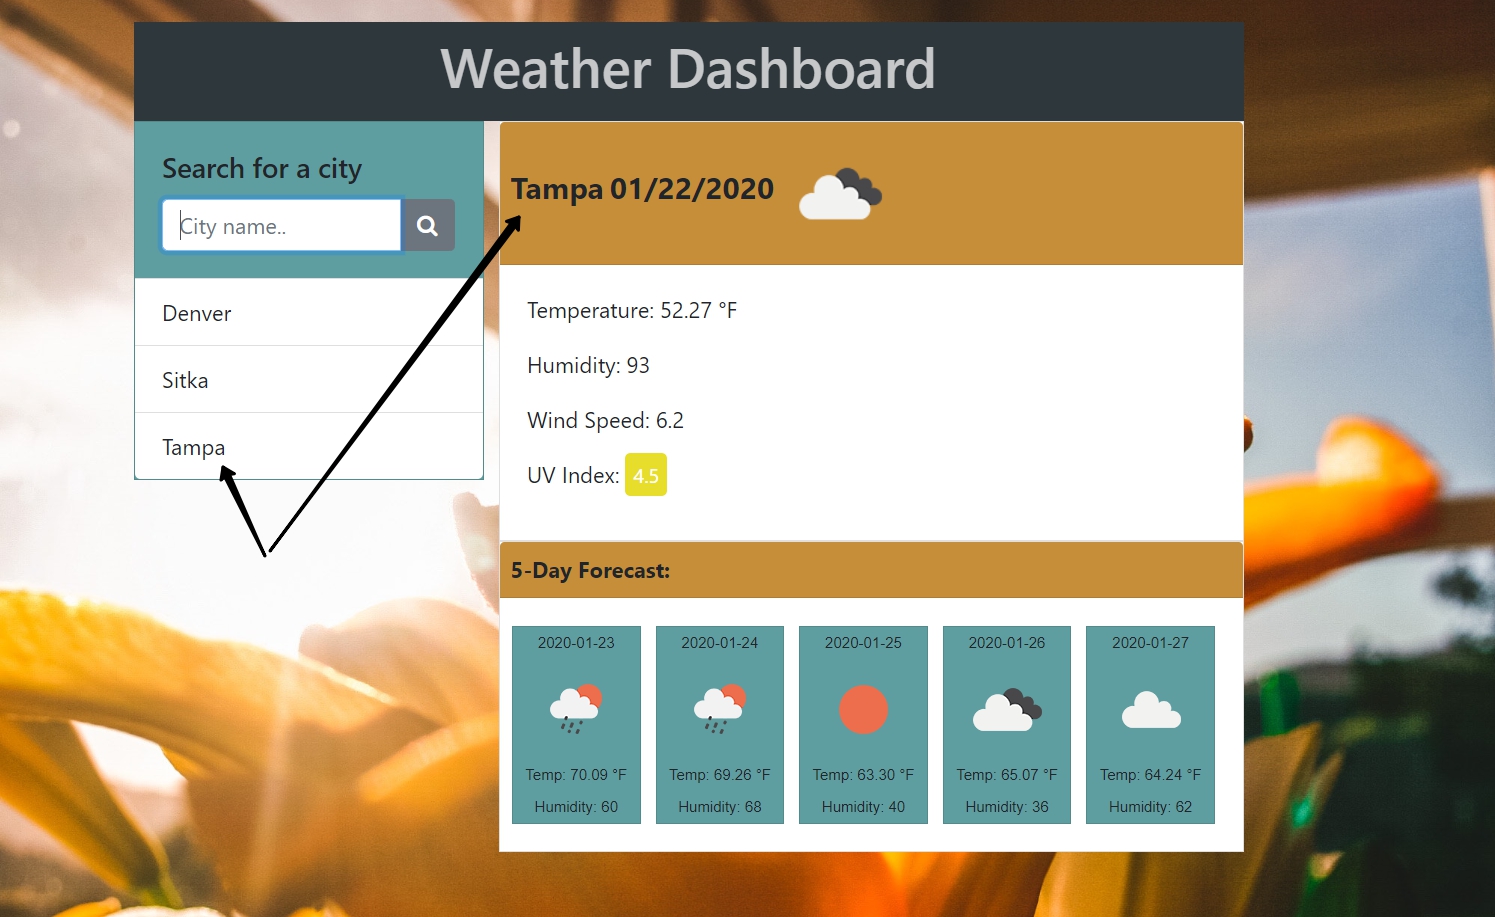 Weather Dashboard
Search for a city
City name..
Denver
Sitka
Tampa
Tampa 01/22/2020
Temperature: 52.27 °F
Humidity: 93
Wind Speed: 6.2
UV Index: 4.5
5-Day Forecast:
2020-01-23
Temp: 70.09 °F
Humidity: 60
2020-01-24
Temp: 69.26 °F
Humidity: 68
2020-01-25
Temp: 63.30 °F
Humidity: 40
2020-01-26
Temp: 65.07 °F
Humidity: 36
2020-01-27
Temp: 64.24 °F
Humidity: 62